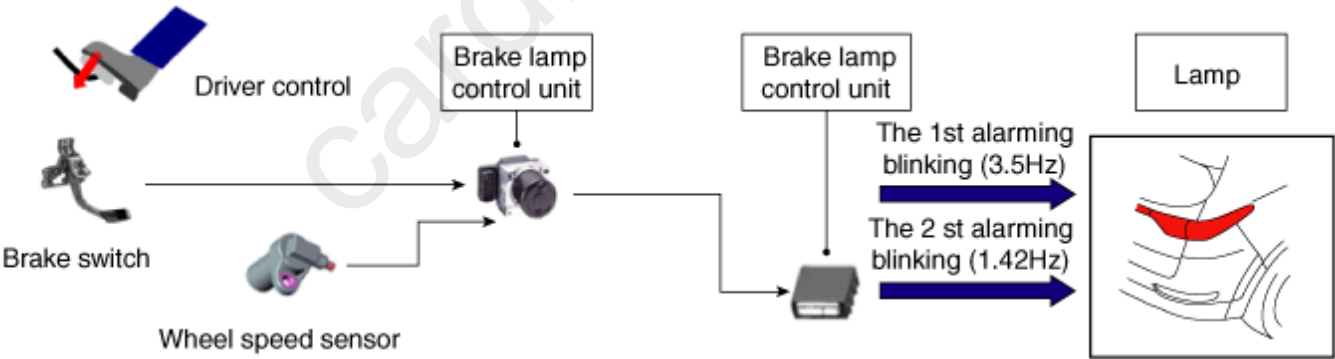 Driver control
Brake lamp
control unit
Brake lamp
control unit
Lamp
The 1st alarming
blinking (3.5Hz)
The 2 st alarming
blinking (1.42Hz)
Brake switch
Wheel speed sensor
card